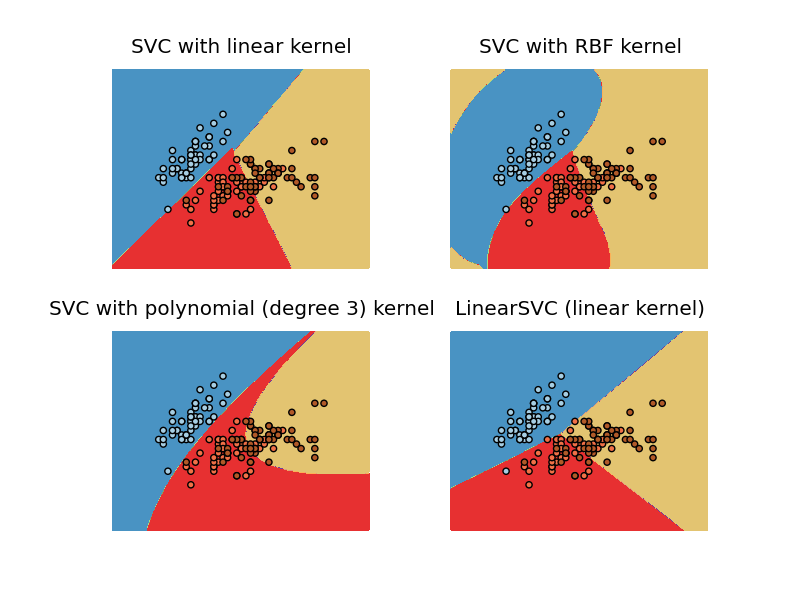 SVC with linear kernel
SVC with RBF kernel
SVC with polynomial (degree 3) kernel
LinearSVC (linear kernel)